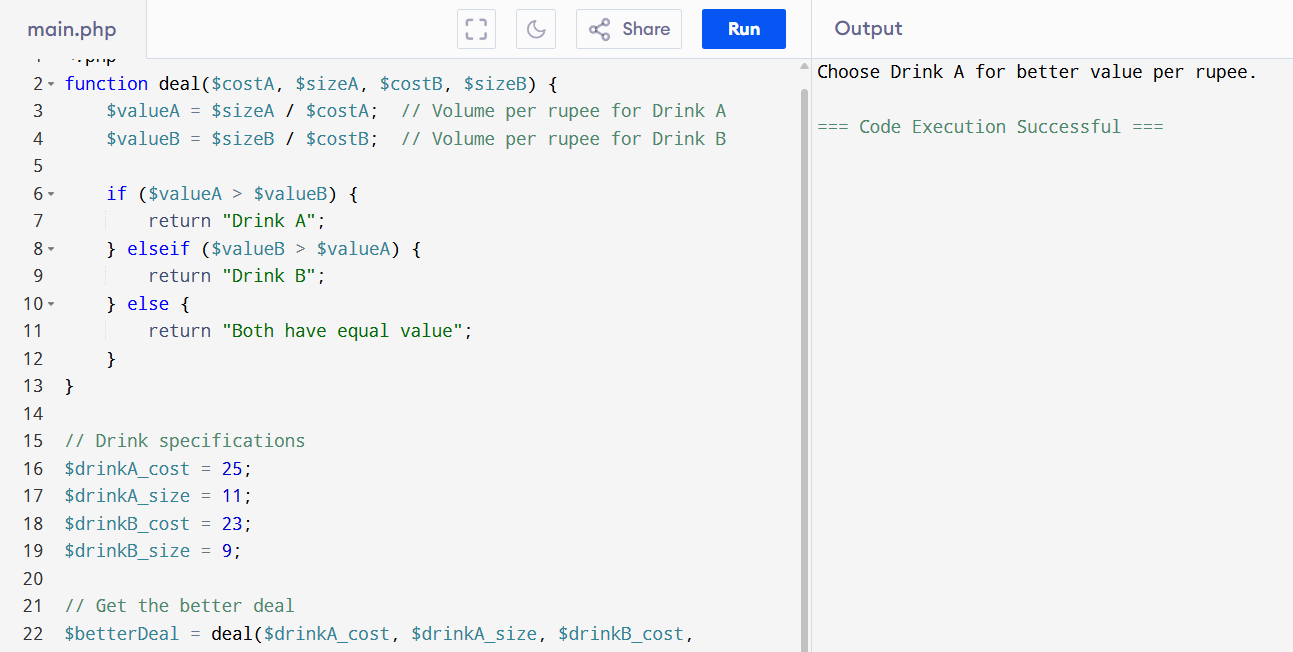 main.php
Share
Run
Output
2 function deal($costA, $sizeA, $costB, $sizeB) {
3 $valueA = $sizeA / $costA; // Volume per rupee for Drink A
4 $valueB = $sizeB / $costB; // Volume per rupee for Drink B
5
6 if ($valueA > $valueB) {
7 return "Drink A";
8 } elseif ($valueB > $valueA) {
9 return "Drink B";
10 } else {
11 return "Both have equal value";
12 }
13 }
14
15 // Drink specifications
16 $drinkA_cost = 25;
17 $drinkA_size = 11;
18 $drinkB_cost = 23;
19 $drinkB_size = 9;
20
21 // Get the better deal
22 $betterDeal = deal($drinkA_cost, $drinkA_size, $drinkB_cost,
Choose Drink A for better value per rupee.
=== Code Execution Successful ===